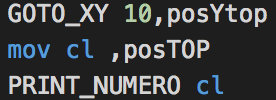 GOTO_XY 10,posYtop
mov cl ,posTOP
PRINT_NUMERO cl